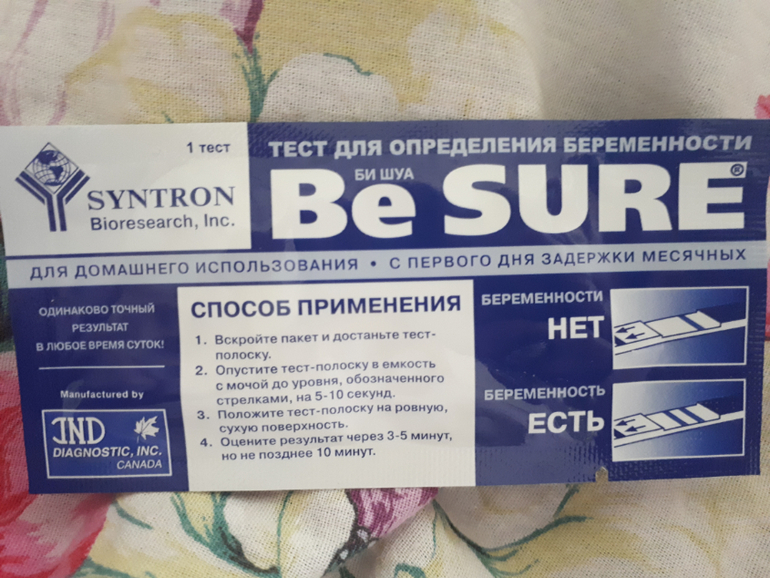 1 тест
SYNTRON
Bioresearch, Inc.
ТЕСТ ДЛЯ ОПРЕДЕЛЕНИЯ БЕРЕМЕННОСТИ
БИ ШУА
Be SURE®
ДЛЯ ДОМАШНЕГО ИСПОЛЬЗОВАНИЯ • С ПЕРВОГО ДНЯ ЗАДЕРЖКИ МЕСЯЧНЫХ
ОДИНАКОВО ТОЧНЫЙ
РЕЗУЛЬТАТ
В ЛЮБОЕ ВРЕМЯ СУТОК!
Manufactured by
IND
DIAGNOSTIC, INC.
CANADA
СПОСОБ ПРИМЕНЕНИЯ
1. Вскройте пакет и достаньте тест-
полоску.
2. Опустите тест-полоску в емкость
с мочой до уровня, обозначенного
стрелками, на 5-10 секунд.
3. Положите тест-полоску на ровную,
сухую поверхность.
4. Оцените результат через 3-5 минут,
но не позднее 10 минут.
БЕРЕМЕННОСТИ
НЕТ
БЕРЕМЕННОСТЬ
ЕСТЬ